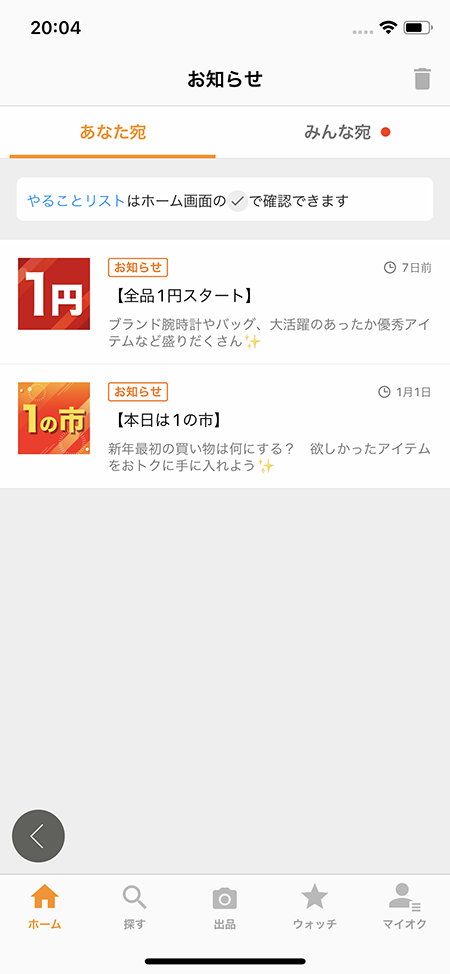 20:04
お知らせ
あなた宛
みんな宛
やることリストはホーム画面の✓で確認できます
1円
お知らせ
7日前
【全品1円スタート】
ブランド腕時計やバッグ、大活躍のあったか優秀アイ
テムなど盛りだくさん✨
1の市
お知らせ
1月1日
【本日は1の市】
新年最初の買い物は何にする？　欲しかったアイテム
をおトクに手に入れよう✨
ホーム
探す
出品
ウォッチ
マイオク